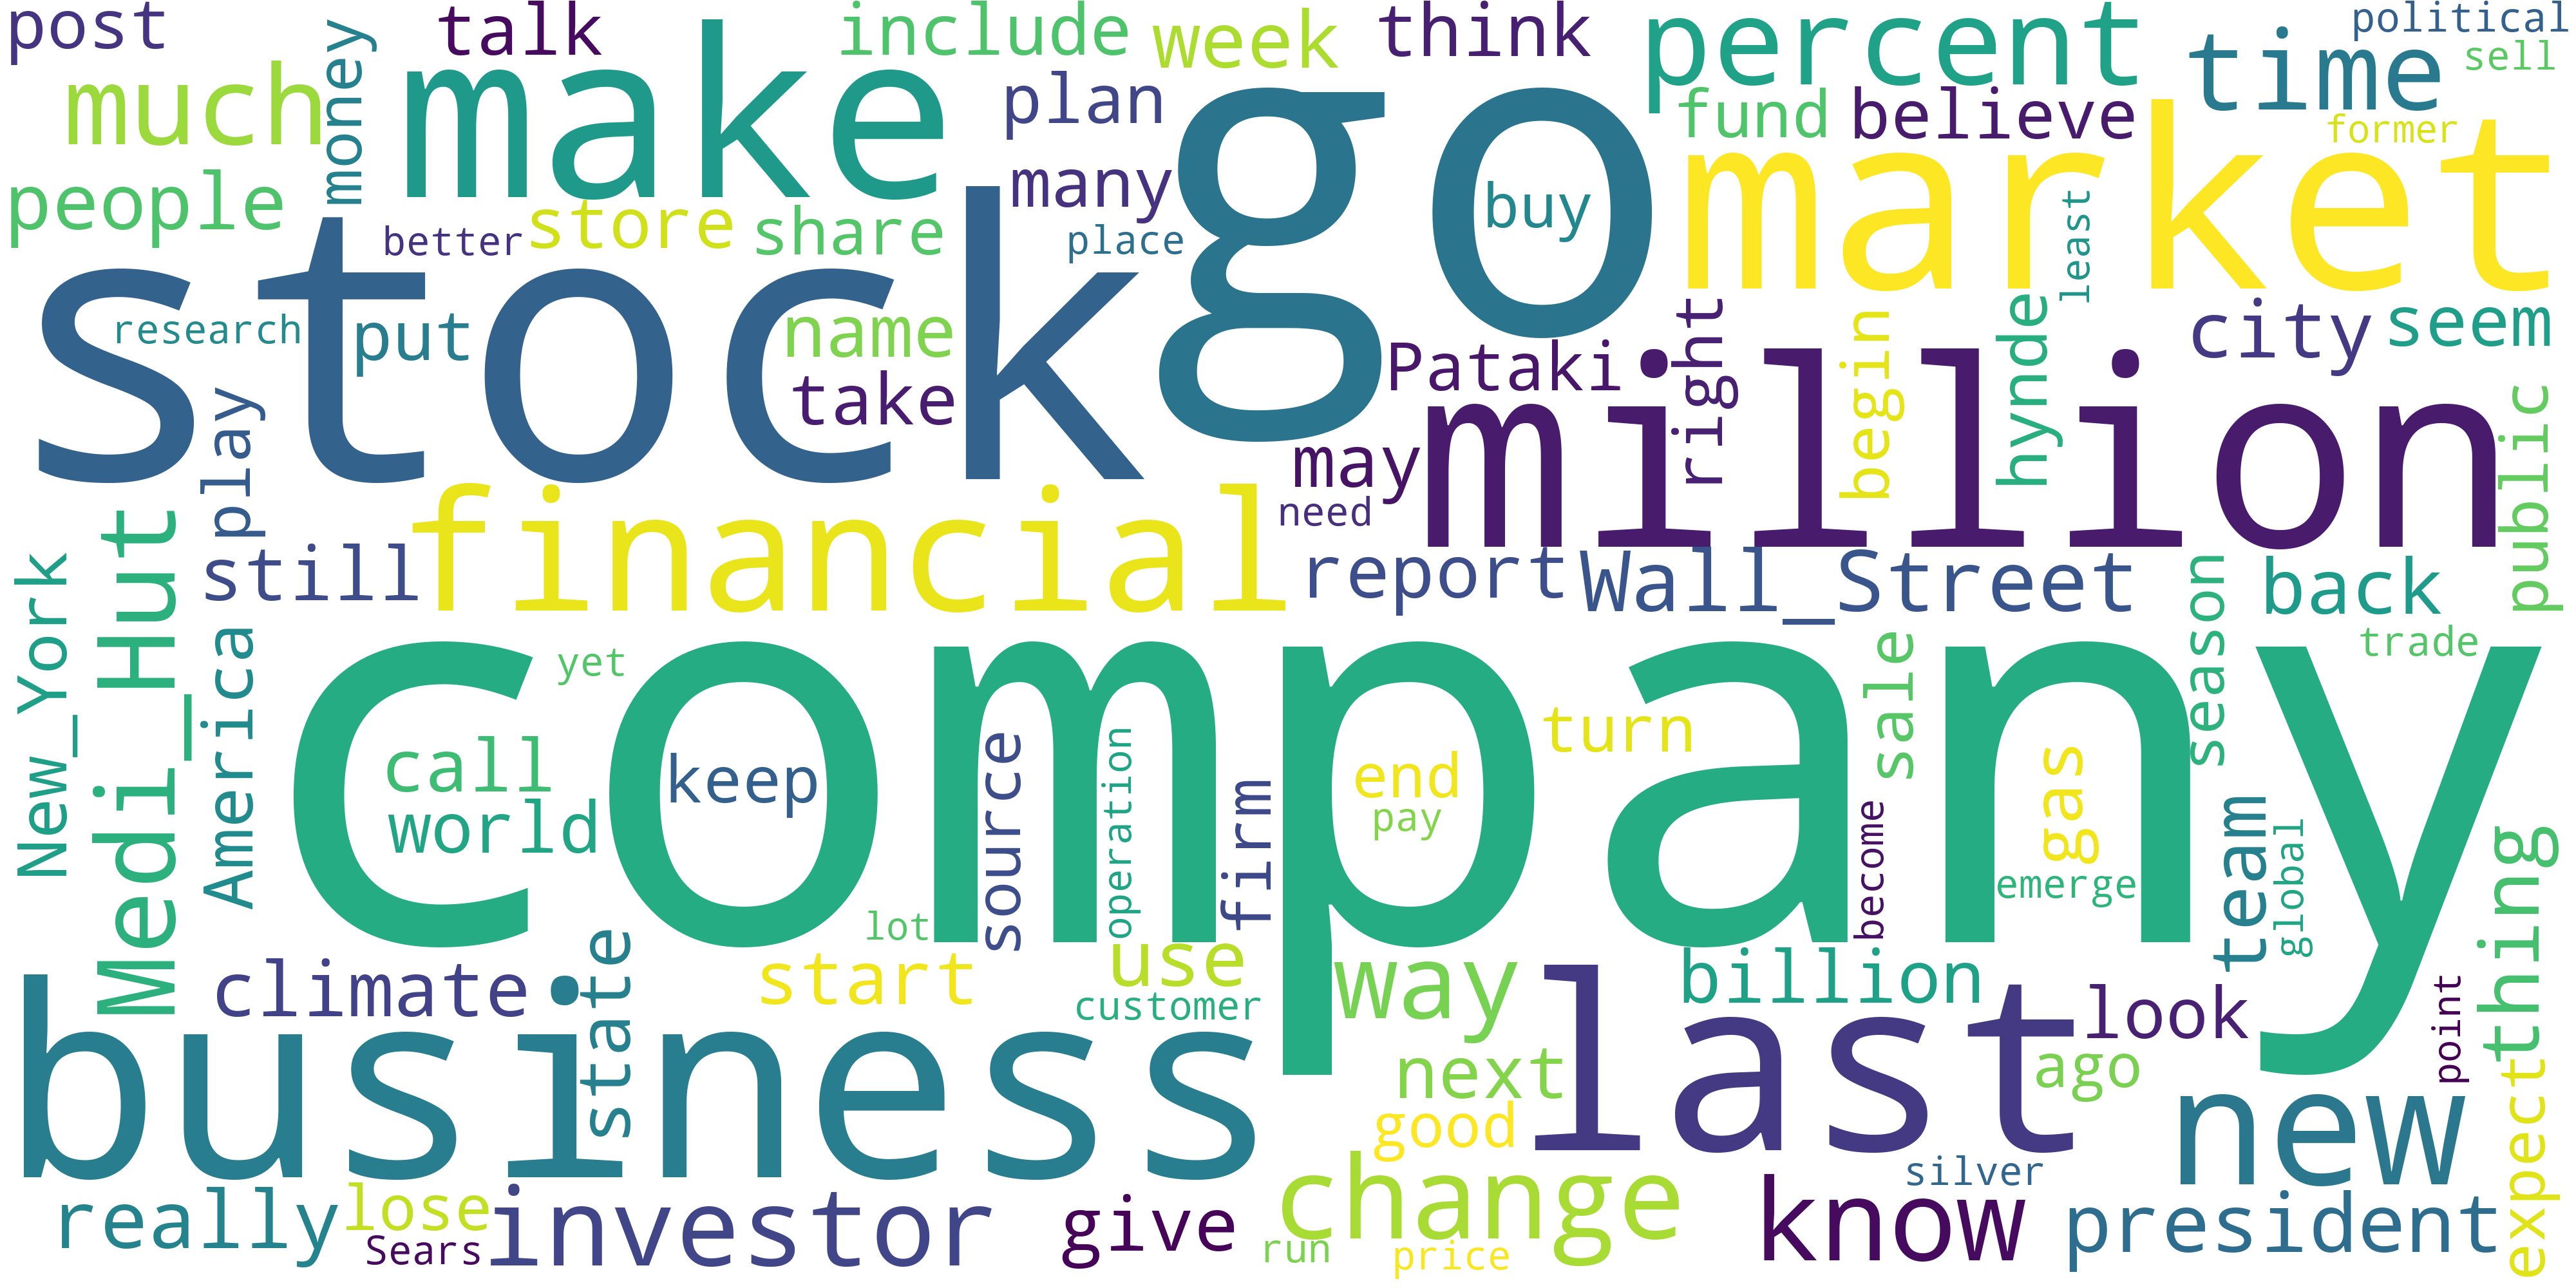 post
talk
include
week
think
percent
political
much
money
make
plan
go
fund
believe
time
sell
former
people
many
buy
market
better
store
share
place
least
stock
research
put
name
take
Pataki
right
begin
hynde
city
seem
million
may
need
public
play
still
financial
report
Wall_Street
season
back
New_York
Medi_Hut
America
company
yet
trade
call
world
keep
source
operation
firm
end
pay
turn
sale
become
gas
emerge
team
global
thing
lot
climate
state
start
use
customer
way
billion
look
point
business
next
last
ago
good
new
expect
really
lose
Sears
investor
give
change
run
price
silver
know
president